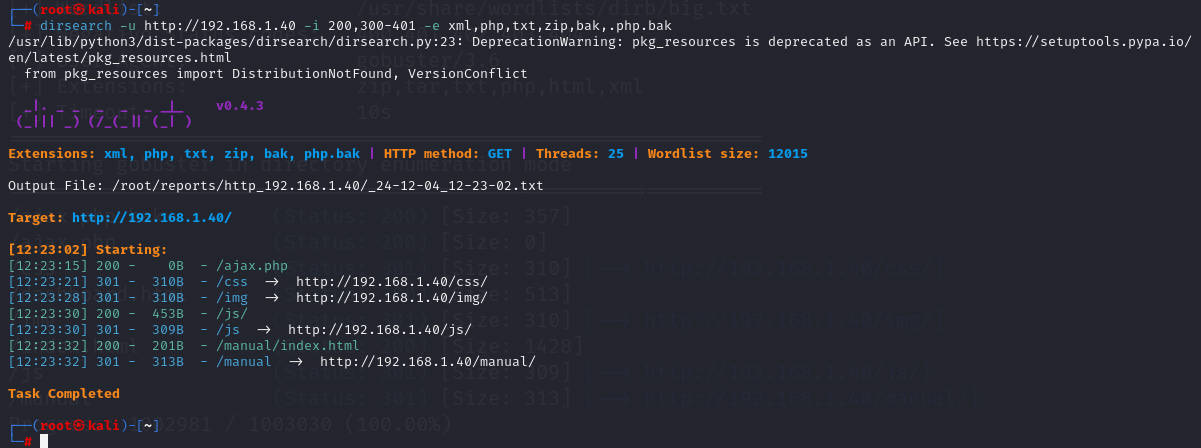 ┌──(root㉿kali)-[~]
└─# dirsearch -u http://192.168.1.40 -i 200,300-401 -e xml,php,txt,zip,bak,.php.bak
/usr/lib/python3/dist-packages/dirsearch/dirsearch.py:23: DeprecationWarning: pkg_resources is deprecated as an API. See https://setuptools.pypa.io/
en/latest/pkg_resources.html
  from pkg_resources import DistributionNotFound, VersionConflict
v0.4.3
Extensions: xml, php, txt, zip, bak, php.bak | HTTP method: GET | Threads: 25 | Wordlist size: 12015
Output File: /root/reports/http_192.168.1.40/_24-12-04_12-23-02.txt
Target: http://192.168.1.40/
[12:23:02] Starting:
[12:23:15] 200 -    0B  - /ajax.php
[12:23:21] 301 -  310B  - /css  ->  http://192.168.1.40/css/
[12:23:28] 301 -  310B  - /img  ->  http://192.168.1.40/img/
[12:23:30] 200 -  453B  - /js/
[12:23:30] 301 -  309B  - /js  ->  http://192.168.1.40/js/
[12:23:32] 200 -  201B  - /manual/index.html
[12:23:32] 301 -  313B  - /manual  ->  http://192.168.1.40/manual/
Task Completed
┌──(root㉿kali)-[~]
└─#